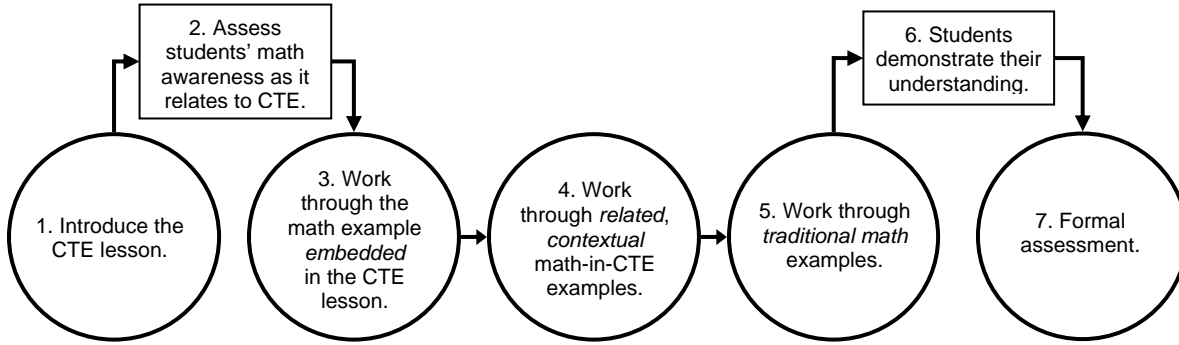 2. Assess
students’ math
awareness as it
relates to CTE.
6. Students
demonstrate their
understanding.
1. Introduce the
CTE lesson.
3. Work
through the
math example
embedded
in the CTE
lesson.
4. Work
through related,
contextual
math-in-CTE
examples.
5. Work through
traditional math
examples.
7. Formal
assessment.